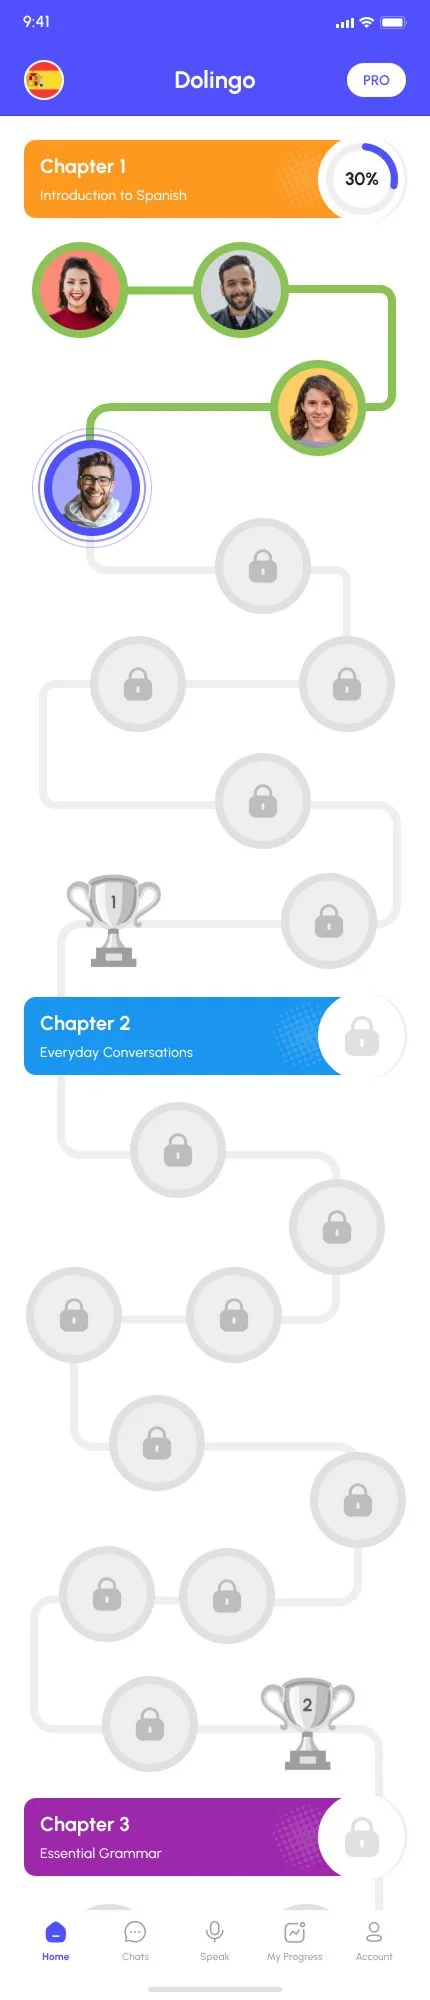 9:41
Dolingo
PRO
Chapter 1
Introduction to Spanish
30%
1
Chapter 2
Everyday Conversations
2
Chapter 3
Essential Grammar
Home
Chats
Speak
My Progress
Account